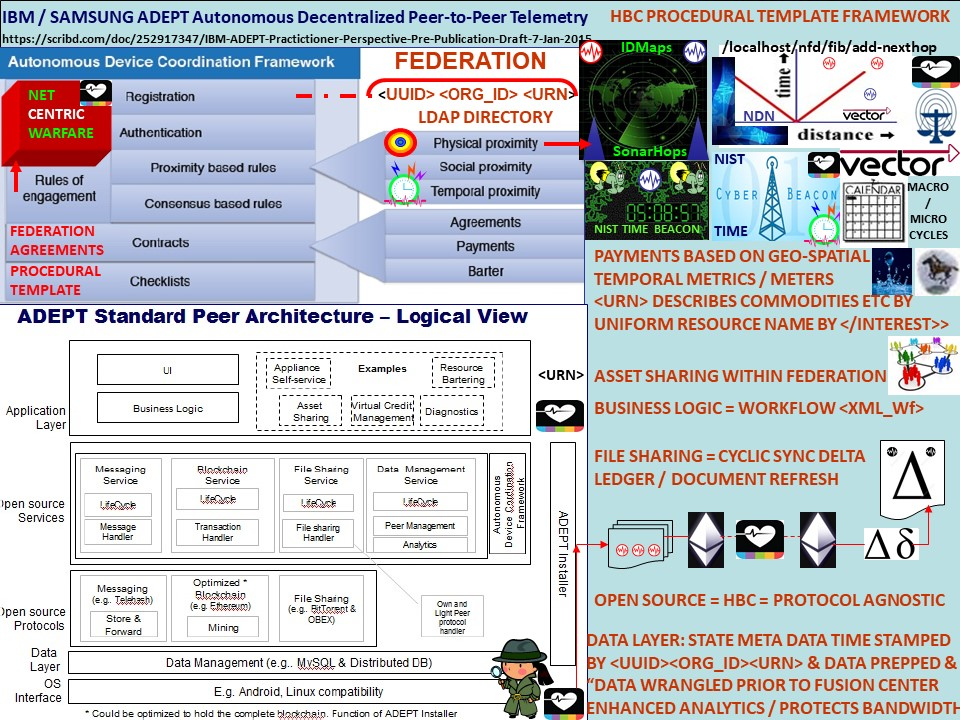 IBM / SAMSUNG ADEPT Autonomous Decentralized Peer-to-Peer Telemetry
HBC PROCEDURAL TEMPLATE FRAMEWORK
https://scribd.com/doc/252917347/IBM-ADEPT-Practictioner-Perspective-Pre-Publication-Draft-7-Jan-2015
Autonomous Device Coordination Framework
NET
CENTRIC
WARFARE
Registration
Authentication
Proximity based rules
Rules of
engagement
Consensus based rules
FEDERATION
AGREEMENTS
Contracts
PROCEDURAL
TEMPLATE
Checklists
FEDERATION
<UUID> <ORG_ID> <URN>
LDAP DIRECTORY
Physical proximity
Social proximity
Temporal proximity
Agreements
Payments
Barter
IDMaps
SonarHops
05:08:57
NIST TIME BEACON
/localhost/nfd/fib/add-nexthop
time
NDN
vector
distance
NIST
CYBER BEACON
TIME
vector
CALENDAR
MACRO
/
MICRO
CYCLES
PAYMENTS BASED ON GEO-SPATIAL
TEMPORAL METRICS / METERS
<URN> DESCRIBES COMMODITIES ETC BY
UNIFORM RESOURCE NAME BY </INTEREST>>
ASSET SHARING WITHIN FEDERATION
BUSINESS LOGIC = WORKFLOW <XML_Wf>
FILE SHARING = CYCLIC SYNC DELTA
LEDGER / DOCUMENT REFRESH
Δ
Δδ
OPEN SOURCE = HBC = PROTOCOL AGNOSTIC
DATA LAYER: STATE META DATA TIME STAMPED
BY <UUID><ORG_ID><URN> & DATA PREPPED &
“DATA WRANGLED PRIOR TO FUSION CENTER
ENHANCED ANALYTICS / PROTECTS BANDWIDTH
ADEPT Standard Peer Architecture – Logical View
Application
Layer
UI
Business Logic
Appliance
Self-service
Examples
Resource
Bartering
Asset
Sharing
Virtual Credit
Management
Diagnostics
<URN>
Open source
Services
Messaging
Service
LifeCycle
Message
Handler
Blockchain
Service
LifeCycle
Transaction
Handler
File Sharing
Service
LifeCycle
File sharing
Handler
Data Management
Service
LifeCycle
Peer Management
Analytics
Autonomous
Device Cordination
Framework
ADEPT Installer
Open source
Protocols
Messaging
(e.g.. Telehash)
Store &
Forward
Optimized *
Blockchain
(e.g. Ethereum)
Mining
File Sharing
(e.g.. BitTorrent &
OBEX)
Own and
Light Peer
protocol
handler
Data
Layer
Data Management (e.g.. MySQL & Distributed DB)
OS
Interface
E.g. Android, Linux compatibility
* Could be optimized to hold the complete blockchain. Function of ADEPT Installer